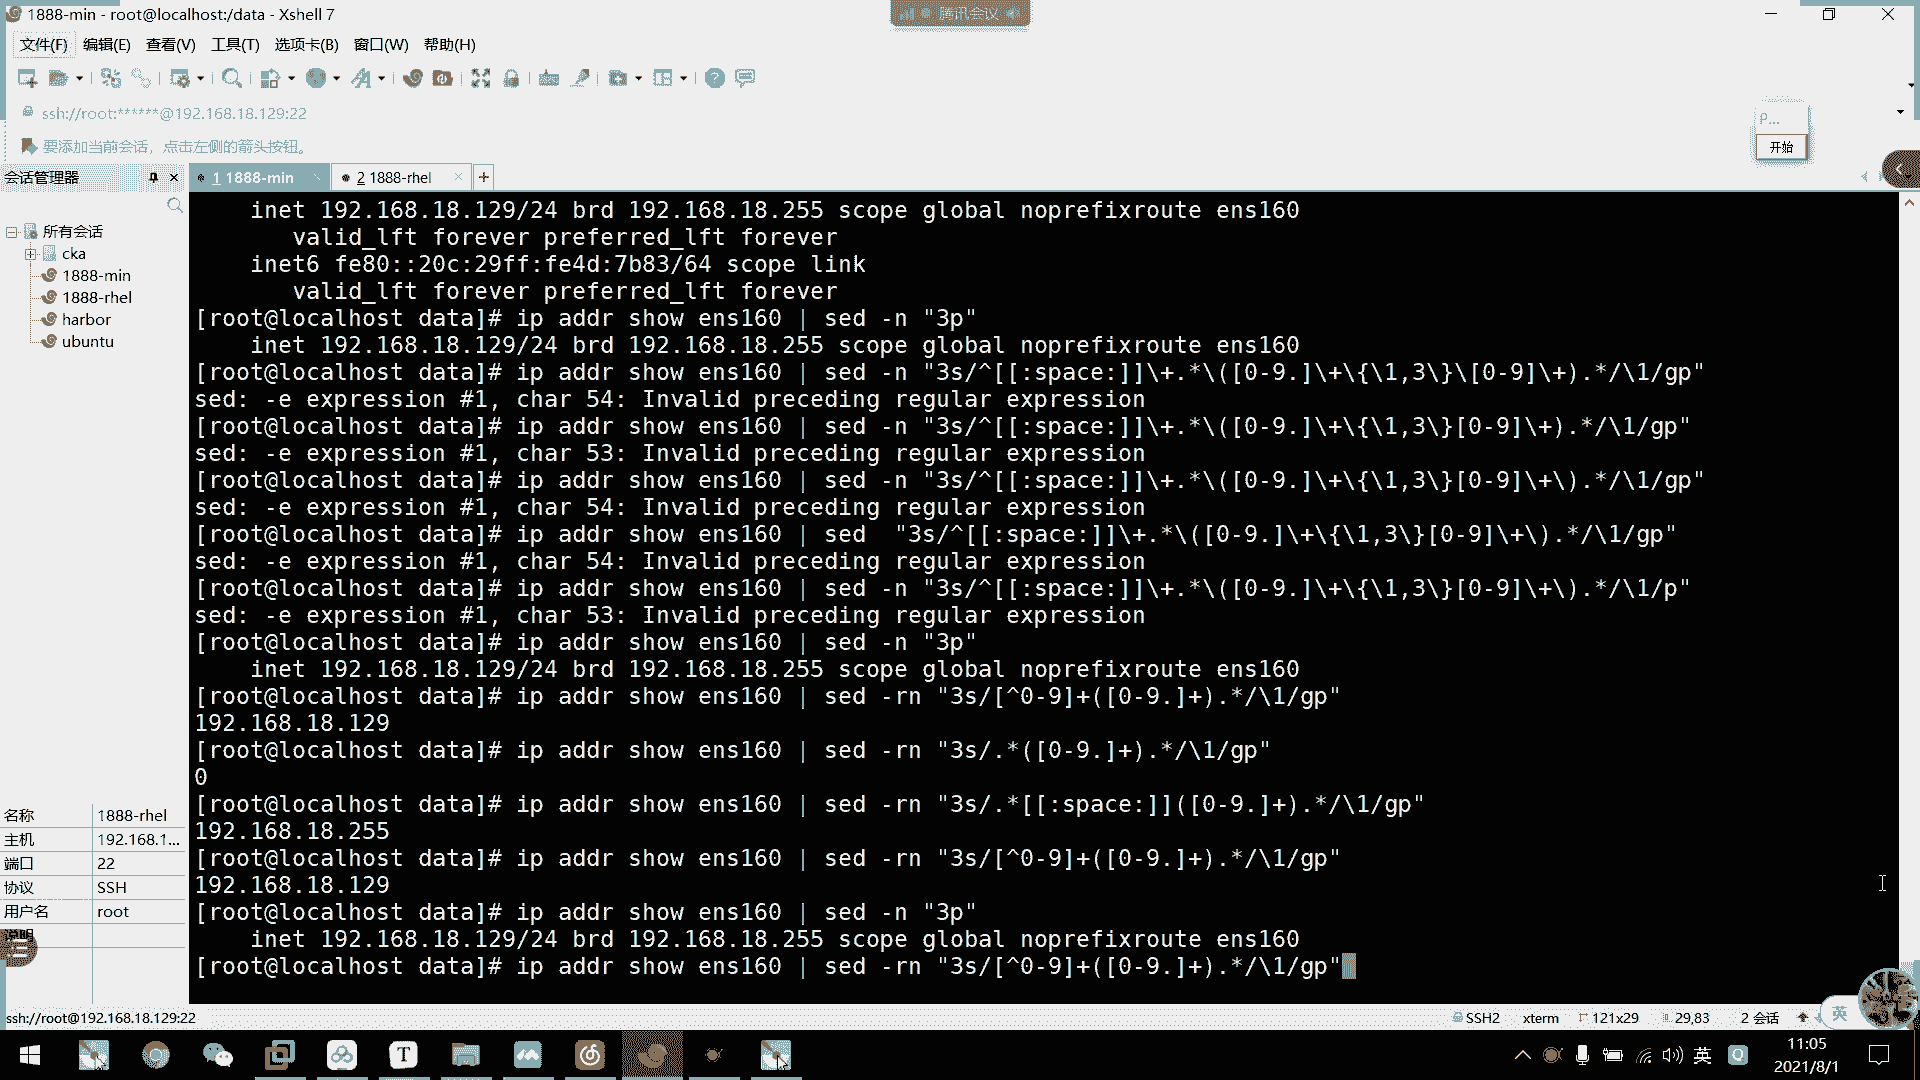 1888-min - root@localhost:/data - Xshell 7
腾讯会议
文件(F) 编辑(E) 查看(V) 工具(T) 选项卡(B) 窗口(W) 帮助(H)
ssh://root:******@192.168.18.129:22
P...
要添加当前会话，点击左侧的箭头按钮。
开始
会话管理器
1 1888-min
2 1888-rhel
所有会话
cka
1888-min
1888-rhel
harbor
ubuntu
inet 192.168.18.129/24 brd 192.168.18.255 scope global noprefixroute ens160
valid_lft forever preferred_lft forever
inet6 fe80::20c:29ff:fe4d:7b83/64 scope link
valid_lft forever preferred_lft forever
[root@localhost data]# ip addr show ens160 | sed -n "3p"
inet 192.168.18.129/24 brd 192.168.18.255 scope global noprefixroute ens160
[root@localhost data]# ip addr show ens160 | sed -n "3s/^[[:space:]]\+.*\([0-9.]\+\{\1,3\}\[0-9]\+).*/\1/gp"
sed: -e expression #1, char 54: Invalid preceding regular expression
[root@localhost data]# ip addr show ens160 | sed -n "3s/^[[:space:]]\+.*\([0-9.]\+\{\1,3\}[0-9]\+).*/\1/gp"
sed: -e expression #1, char 53: Invalid preceding regular expression
[root@localhost data]# ip addr show ens160 | sed -n "3s/^[[:space:]]\+.*\([0-9.]\+\{\1,3\}[0-9]\+\).*/\1/gp"
sed: -e expression #1, char 54: Invalid preceding regular expression
[root@localhost data]# ip addr show ens160 | sed  "3s/^[[:space:]]\+.*\([0-9.]\+\{\1,3\}[0-9]\+\).*/\1/gp"
sed: -e expression #1, char 54: Invalid preceding regular expression
[root@localhost data]# ip addr show ens160 | sed -n "3s/^[[:space:]]\+.*\([0-9.]\+\{\1,3\}[0-9]\+\).*/\1/p"
sed: -e expression #1, char 53: Invalid preceding regular expression
[root@localhost data]# ip addr show ens160 | sed -n "3p"
inet 192.168.18.129/24 brd 192.168.18.255 scope global noprefixroute ens160
[root@localhost data]# ip addr show ens160 | sed -rn "3s/[^0-9]+([0-9.]+).*/\1/gp"
192.168.18.129
[root@localhost data]# ip addr show ens160 | sed -rn "3s/.*([0-9.]+).*/\1/gp"
0
[root@localhost data]# ip addr show ens160 | sed -rn "3s/.*[[:space:]]([0-9.]+).*/\1/gp"
192.168.18.255
[root@localhost data]# ip addr show ens160 | sed -rn "3s/[^0-9]+([0-9.]+).*/\1/gp"
192.168.18.129
[root@localhost data]# ip addr show ens160 | sed -n "3p"
inet 192.168.18.129/24 brd 192.168.18.255 scope global noprefixroute ens160
[root@localhost data]# ip addr show ens160 | sed -rn "3s/[^0-9]+([0-9.]+).*/\1/gp"
名称 1888-rhel
主机 192.168.1...
端口 22
协议 SSH
用户名 root
说明
ssh://root@192.168.18.129:22
SSH2 xterm 121x29 29,83 2 会话
英
英
11:05
2021/8/1